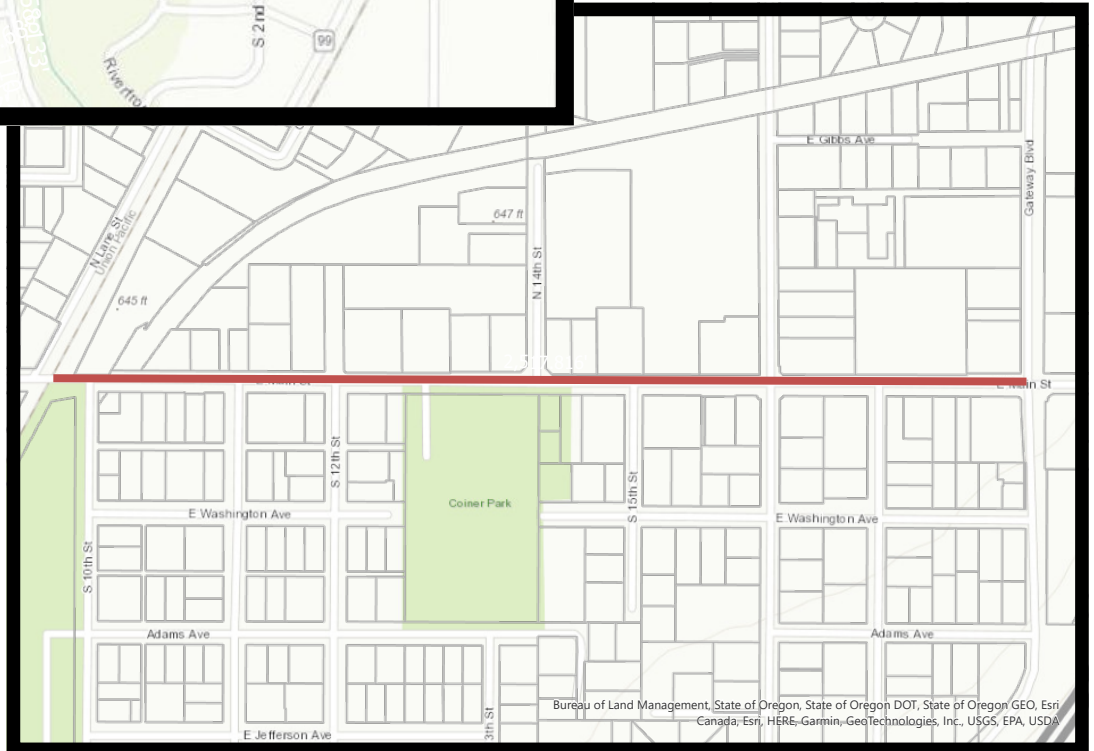 S 2nd
99
Riverfro
E Gibbs Ave
Gateway Blvd
N Lane St
Union Pacific
647 ft
N 14th St
645 ft
E Main St
S 12th St
Coiner Park
S 15th St
E Washington Ave
E Washington Ave
S 10th St
Adams Ave
Adams Ave
3th St
E Jefferson Ave
Bureau of Land Management, State of Oregon, State of Oregon DOT, State of Oregon GEO, Esri
Canada, Esri, HERE, Garmin, GeoTechnologies, Inc., USGS, EPA, USDA